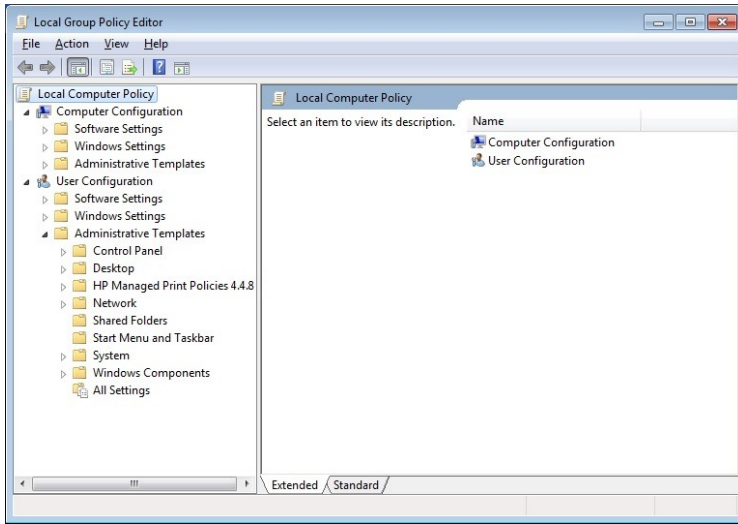 Local Group Policy Editor
File Action View Help
Local Computer Policy
Computer Configuration
Software Settings
Windows Settings
Administrative Templates
User Configuration
Software Settings
Windows Settings
Administrative Templates
Control Panel
Desktop
HP Managed Print Policies 4.4.8
Network
Shared Folders
Start Menu and Taskbar
System
Windows Components
All Settings
Local Computer Policy
Select an item to view its description.
Name
Computer Configuration
User Configuration
Extended Standard